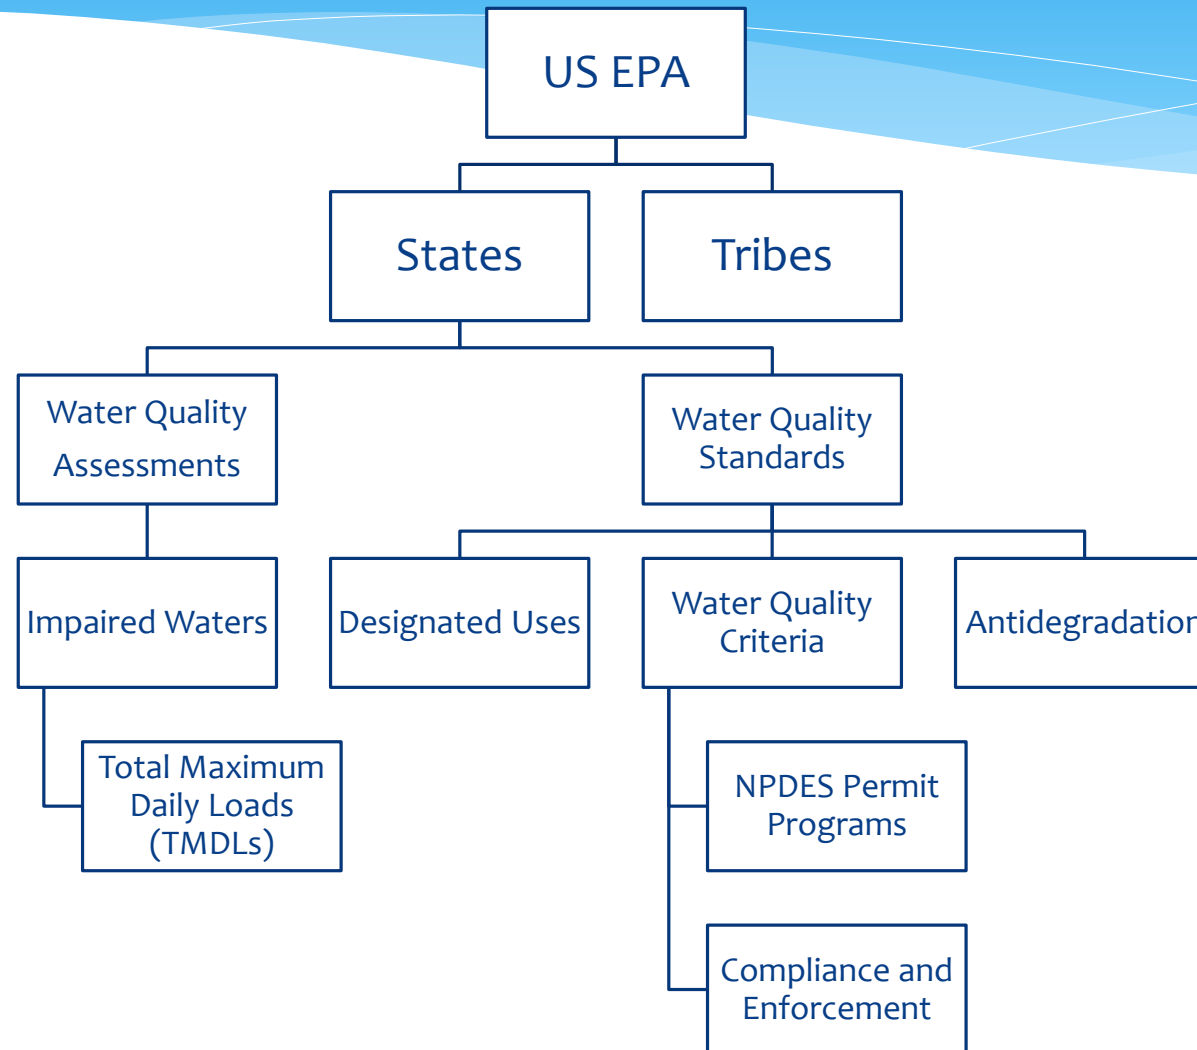 US EPA
States
Tribes
Water Quality
Assessments
Water Quality
Standards
Impaired Waters
Designated Uses
Water Quality
Criteria
Antidegradation
Total Maximum
Daily Loads
(TMDLs)
NPDES Permit
Programs
Compliance and
Enforcement